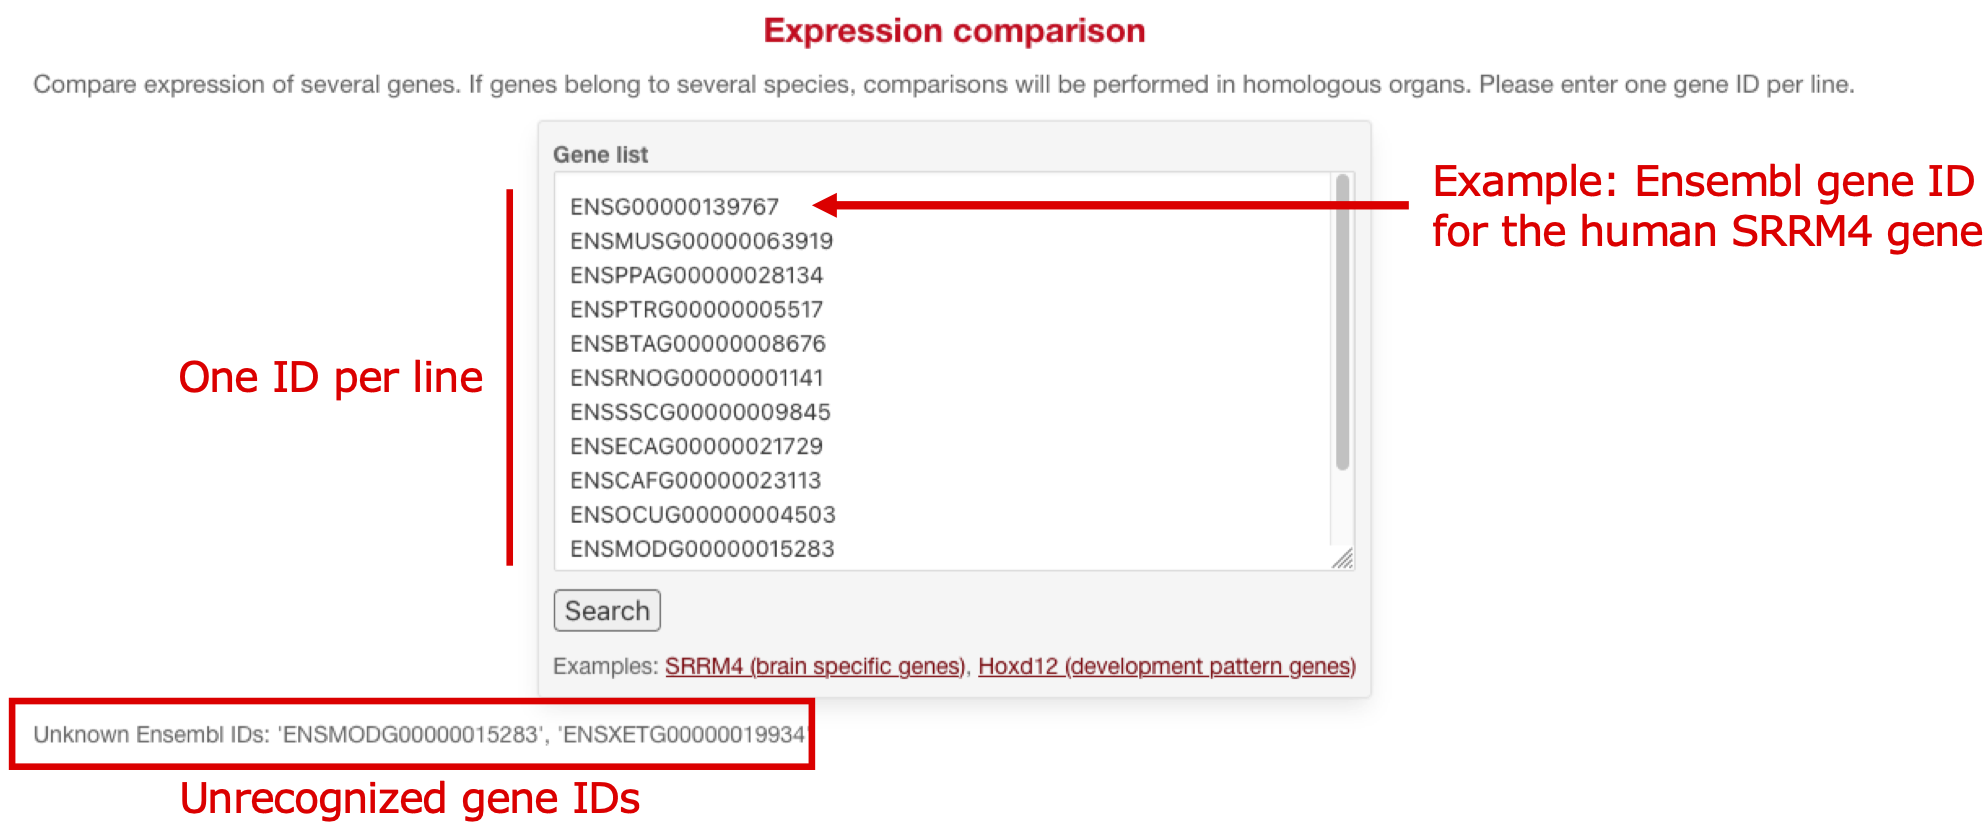 Expression comparison
Compare expression of several genes. If genes belong to several species, comparisons will be performed in homologous organs. Please enter one gene ID per line.
Gene list
ENSG00000139767
ENSMUSG00000063919
ENSPPAG00000028134
ENSPTRG00000005517
ENSBTAG00000008676
ENSRNOG00000001141
ENSSSCG00000009845
ENSECAG00000021729
ENSCAFG00000023113
ENSOCUG00000004503
ENSMODG00000015283
Example: Ensembl gene ID
for the human SRRM4 gene
One ID per line
Search
Examples: SRRM4 (brain specific genes), Hoxd12 (development pattern genes)
Unknown Ensembl IDs: 'ENSMODG00000015283', 'ENSXETG00000019934'
Unrecognized gene IDs